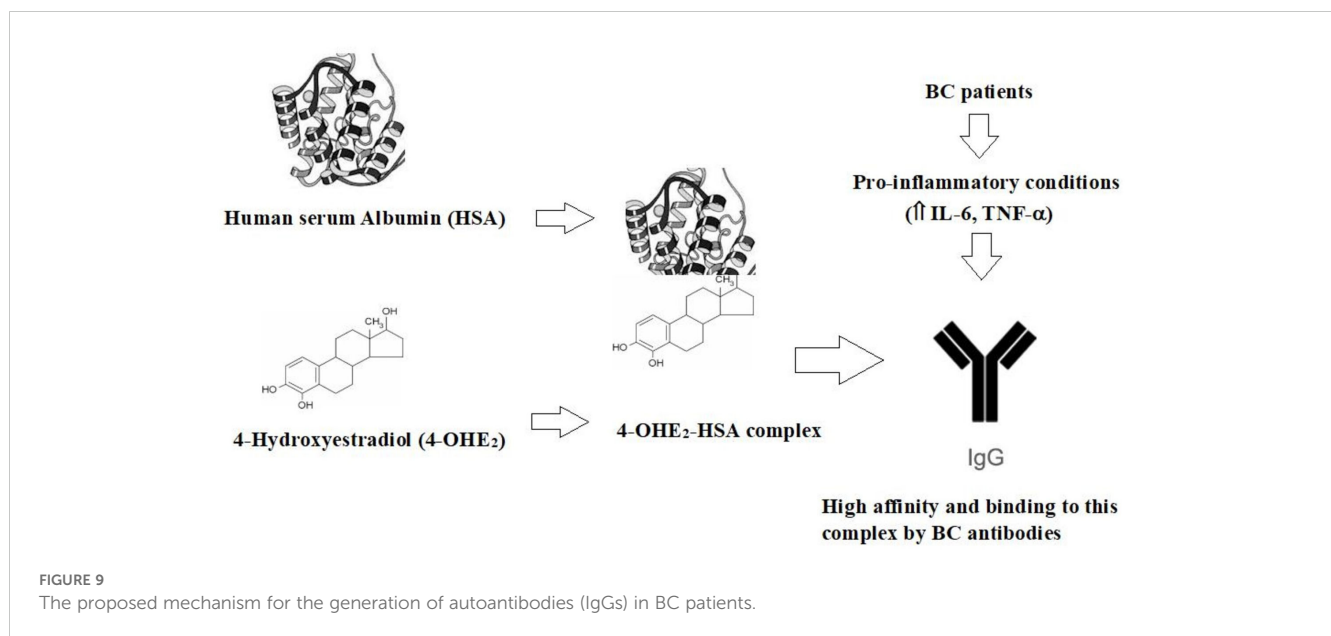 BC patients
Pro-inflammatory conditions
(⇑ IL-6, TNF-α)
Human serum Albumin (HSA)
CH₃
OH
CH₃
HO
OH
HO
OH
4-Hydroxyestradiol (4-OHE₂)
4-OHE₂-HSA complex
IgG
High affinity and binding to this
complex by BC antibodies
FIGURE 9
The proposed mechanism for the generation of autoantibodies (IgGs) in BC patients.